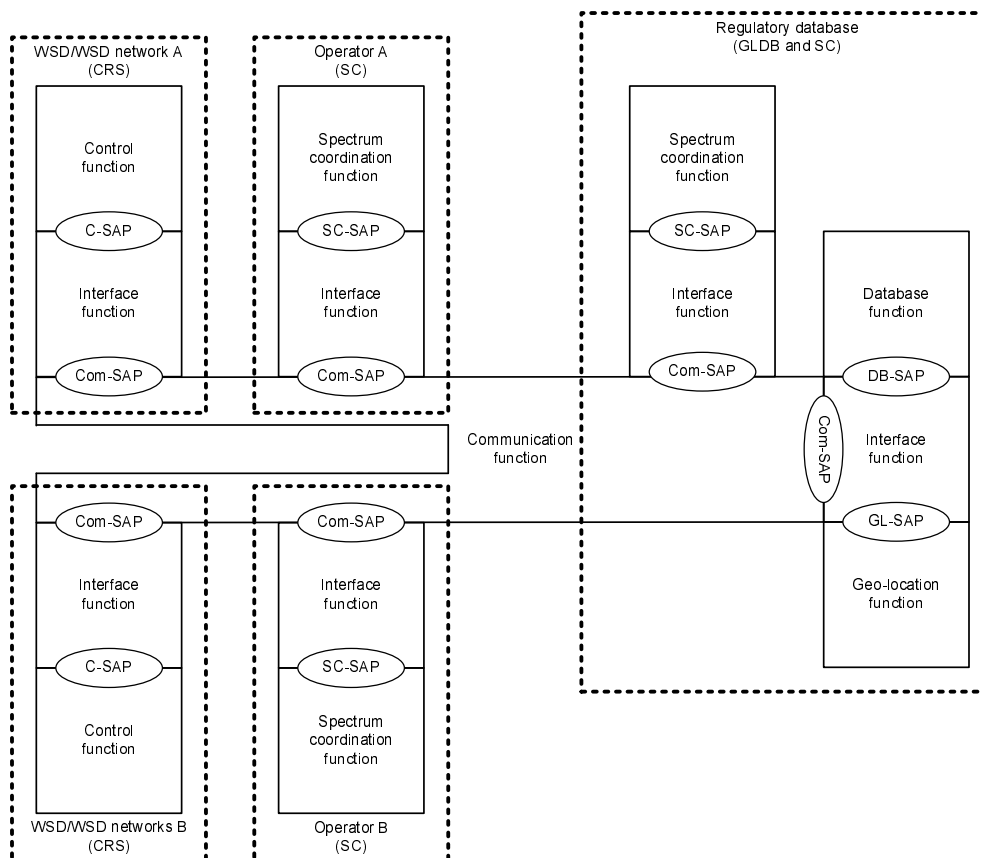 WSD/WSD network A
(CRS)
Operator A
(SC)
Regulatory database
(GLDB and SC)
Control
function
Spectrum
coordination
function
Spectrum
coordination
function
C-SAP
SC-SAP
SC-SAP
Interface
function
Interface
function
Interface
function
Database
function
Com-SAP
Com-SAP
Com-SAP
DB-SAP
Communication
function
Com-SAP
Interface
function
Com-SAP
Com-SAP
GL-SAP
Interface
function
Interface
function
Geo-location
function
C-SAP
SC-SAP
Control
function
Spectrum
coordination
function
WSD/WSD networks B
(CRS)
Operator B
(SC)